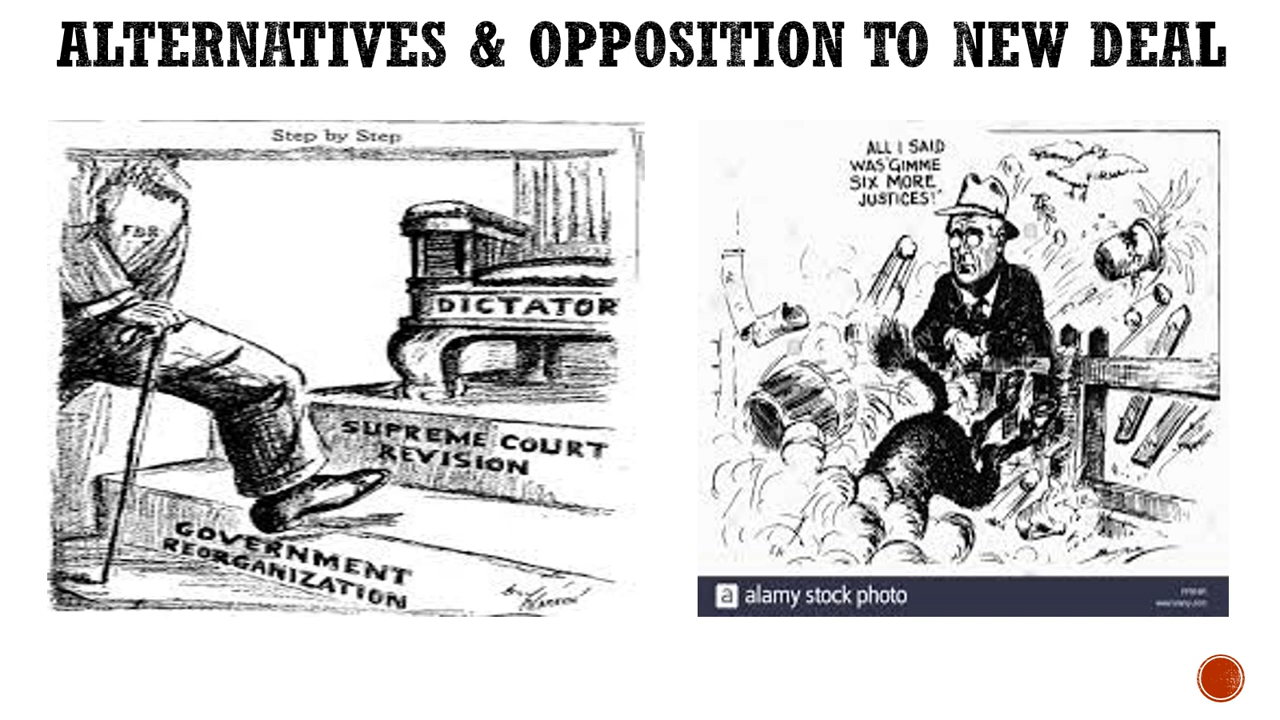 ALTERNATIVES & OPPOSITION TO NEW DEAL
Step by Step
FDR
DICTATOR
SUPREME COURT
REVISION
GOVERNMENT
REORGANIZATION
ALL I SAID
WAS "GIMME
SIX MORE
JUSTICES!"
a alamy stock photo